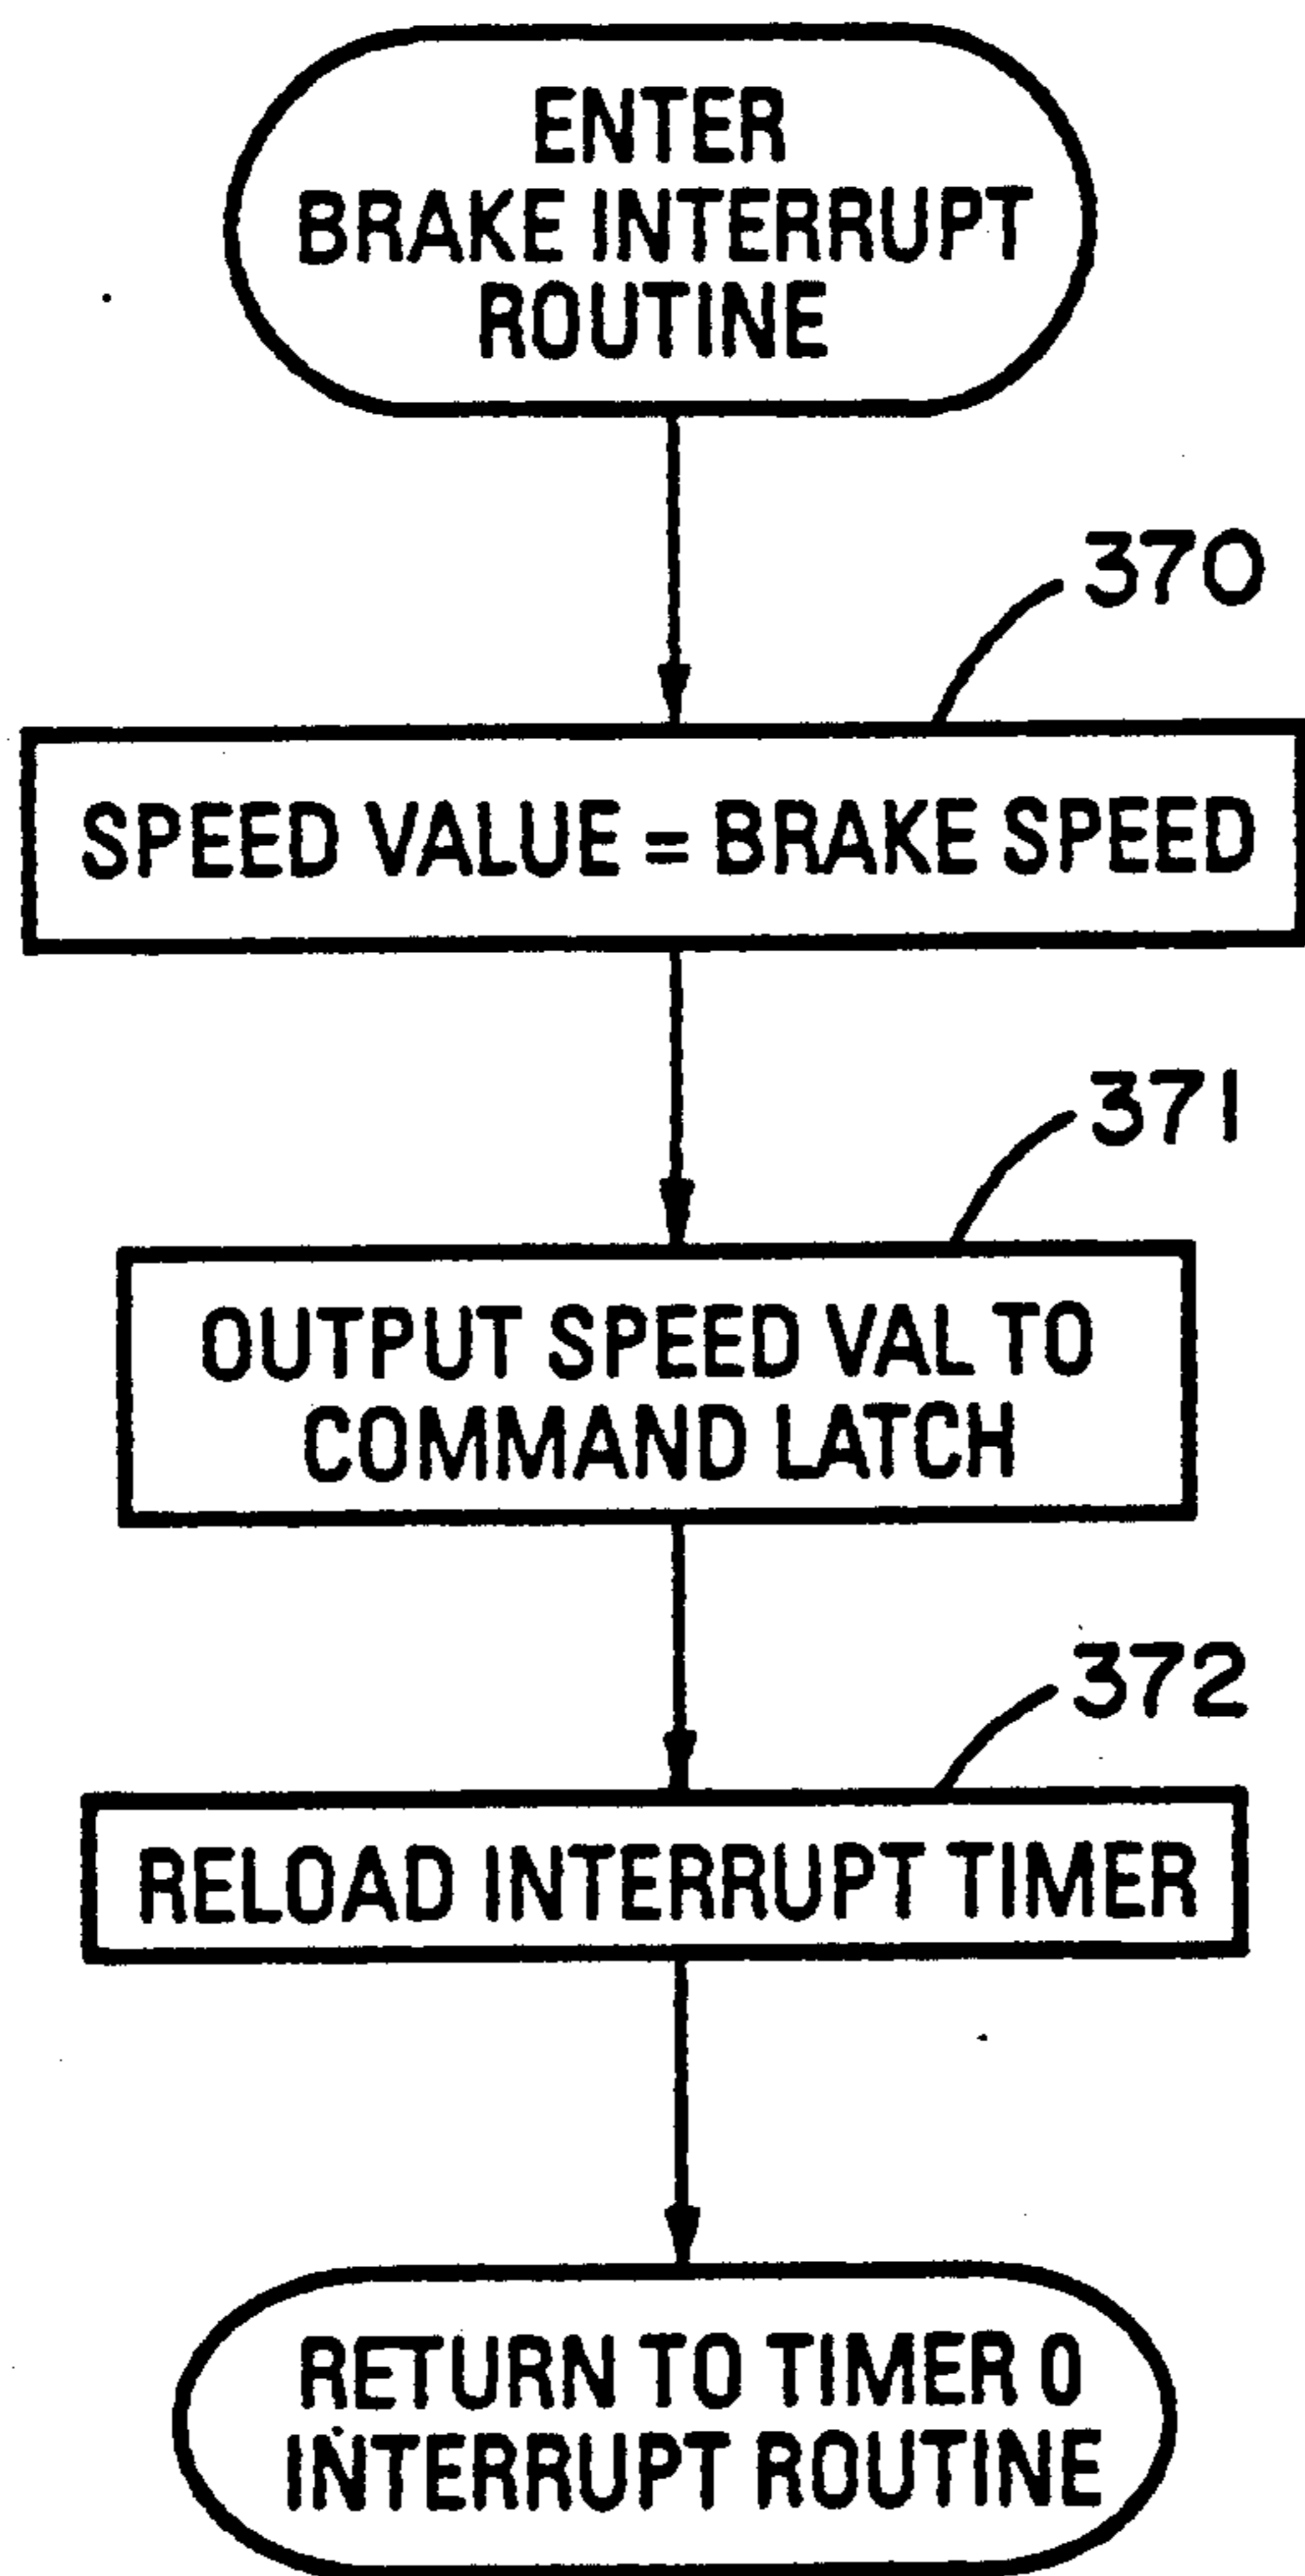 ENTER
BRAKE INTERRUPT
ROUTINE
370
SPEED VALUE = BRAKE SPEED
371
OUTPUT SPEED VAL TO
COMMAND LATCH
372
RELOAD INTERRUPT TIMER
RETURN TO TIMER 0
INTERRUPT ROUTINE